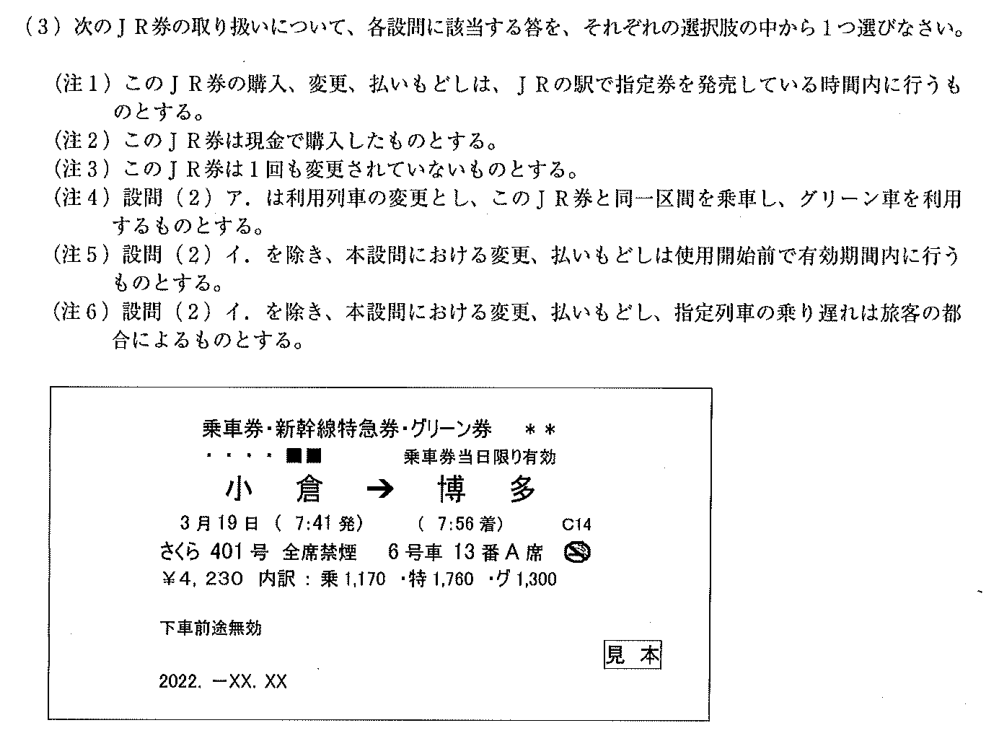 (3)次のJR券の取り扱いについて、各設問に該当する答を、それぞれの選択肢の中から1つ選びなさい。
(注1)このJR券の購入、変更、払いもどしは、JRの駅で指定券を発売している時間内に行うも
のとする。
(注2)このJR券は現金で購入したものとする。
(注3)このJR券は1回も変更されていないものとする。
(注4)設問(2)ア.は利用列車の変更とし、このJR券と同一区間を乗車し、グリーン車を利用
するものとする。
(注5)設問(2)イ.を除き、本設問における変更、払いもどしは使用開始前で有効期間内に行う
ものとする。
(注6)設問(2)イ.を除き、本設問における変更、払いもどし、指定列車の乗り遅れは旅客の都
合によるものとする。
乗車券・新幹線特急券・グリーン券 **
・・・・■■ 乗車券当日限り有効
小倉 → 博多
3月19日 ( 7:41発) ( 7:56着) C14
さくら 401号 全席禁煙 6号車 13番A席
¥4,230 内訳:乗1,170 ・特1,760 ・グ1,300
下車前途無効
見本
2022.-XX.XX